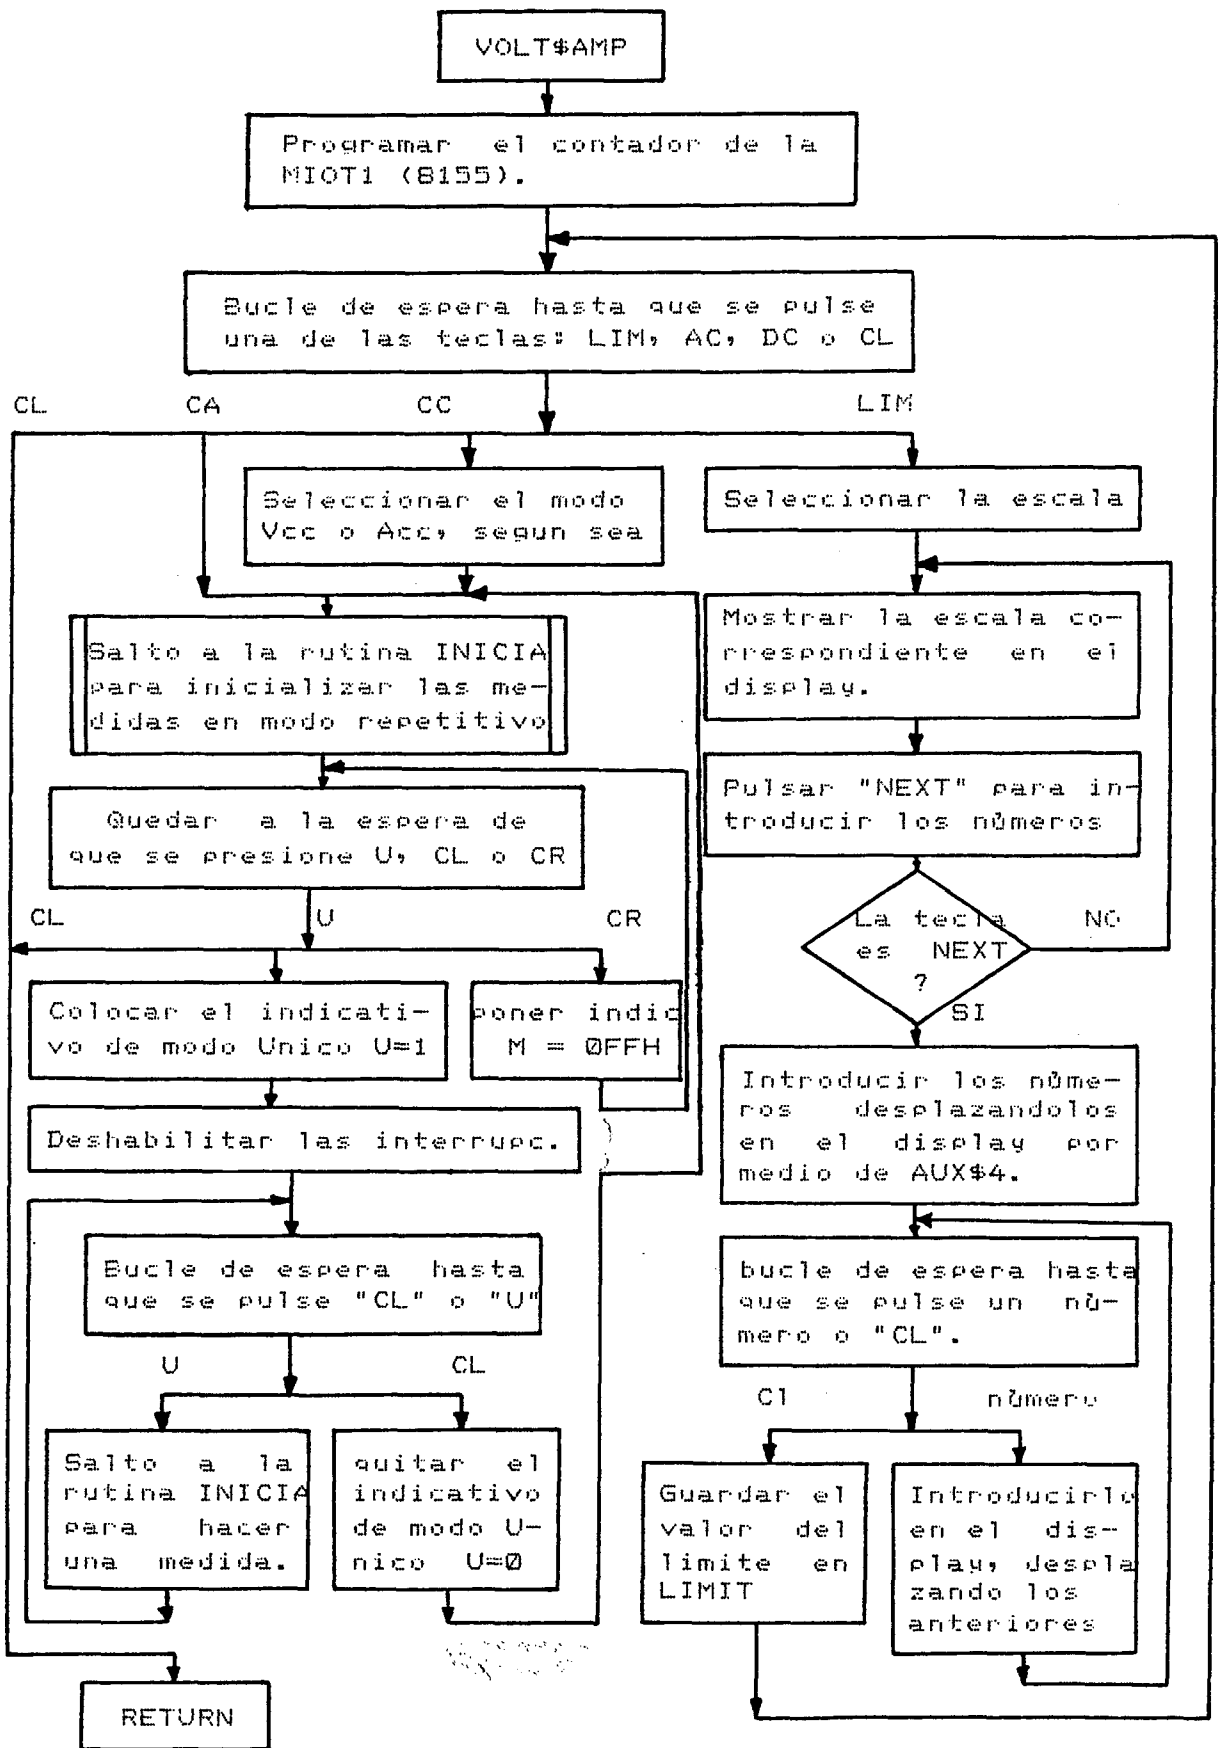 VOLT$AMP
Programar el contador de la
MIOT1 (8155).
Bucle de espera hasta que se pulse
una de las teclas: LIM, AC, DC o CL
CL CA CC LIM
Seleccionar el modo
Vcc o Acc, segun sea
Seleccionar la escala
Salto a la rutina INICIA
para inicializar las me-
didas en modo repetitivo
Mostrar la escala co-
rrespondiente en el
display.
Pulsar "NEXT" para in-
troducir los números
Quedar a la espera de
que se presione U, CL o CR
CL U CR
La tecla
es NEXT
?
NO
SI
Colocar el indicati-
vo de modo Unico U=1
poner indic
M = 0FFH
Introducir los núme-
ros desplazandolos
en el display por
medio de AUX$4.
Deshabilitar las interrupc.
Bucle de espera hasta
que se pulse "CL" o "U"
bucle de espera hasta
que se pulse un nú-
mero o "CL".
U CL
Cl número
Salto a la
rutina INICIA
para hacer
una medida.
quitar el
indicativo
de modo U-
nico U=0
Guardar el
valor del
limite en
LIMIT
Introducirlo
en el dis-
play, despla
zando los
anteriores
RETURN